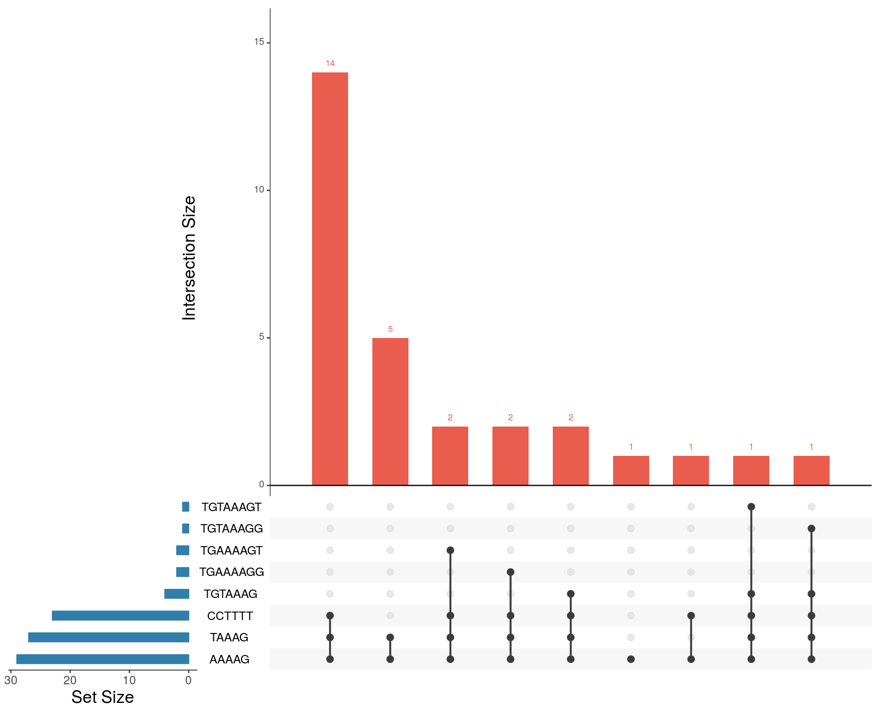 15
10
5
0
Intersection Size
14
5
2
2
2
1
1
1
1
TGTAAAGT
TGTAAAGG
TGAAAAGT
TGAAAAGG
TGTAAAG
CCTTTT
TAAAG
AAAAG
30 20 10 0
Set Size